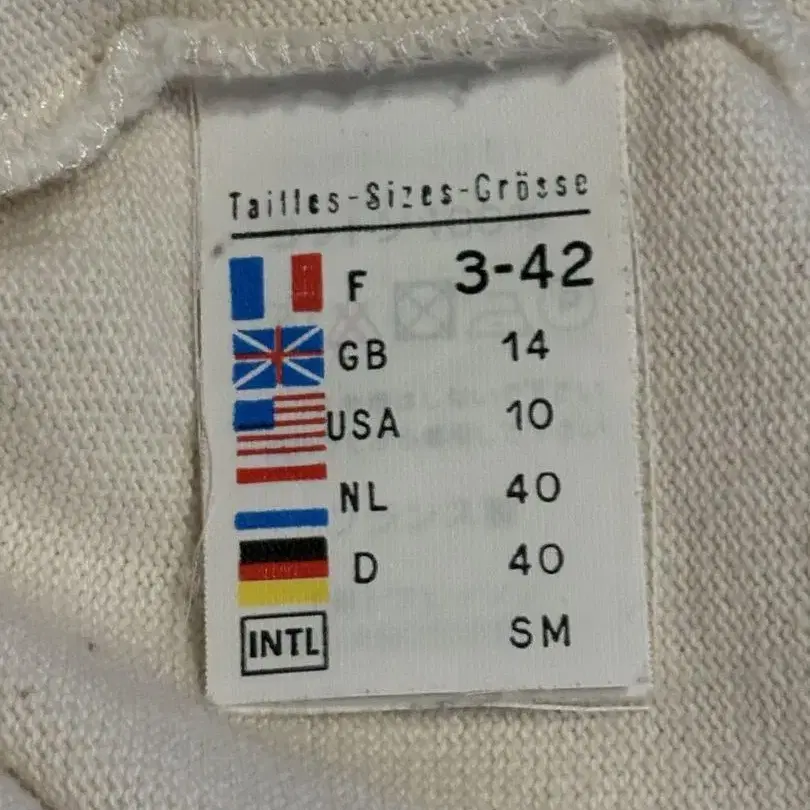 Tailles-Sizes-Grösse
F 3-42
GB 14
USA 10
NL 40
D 40
INTL SM